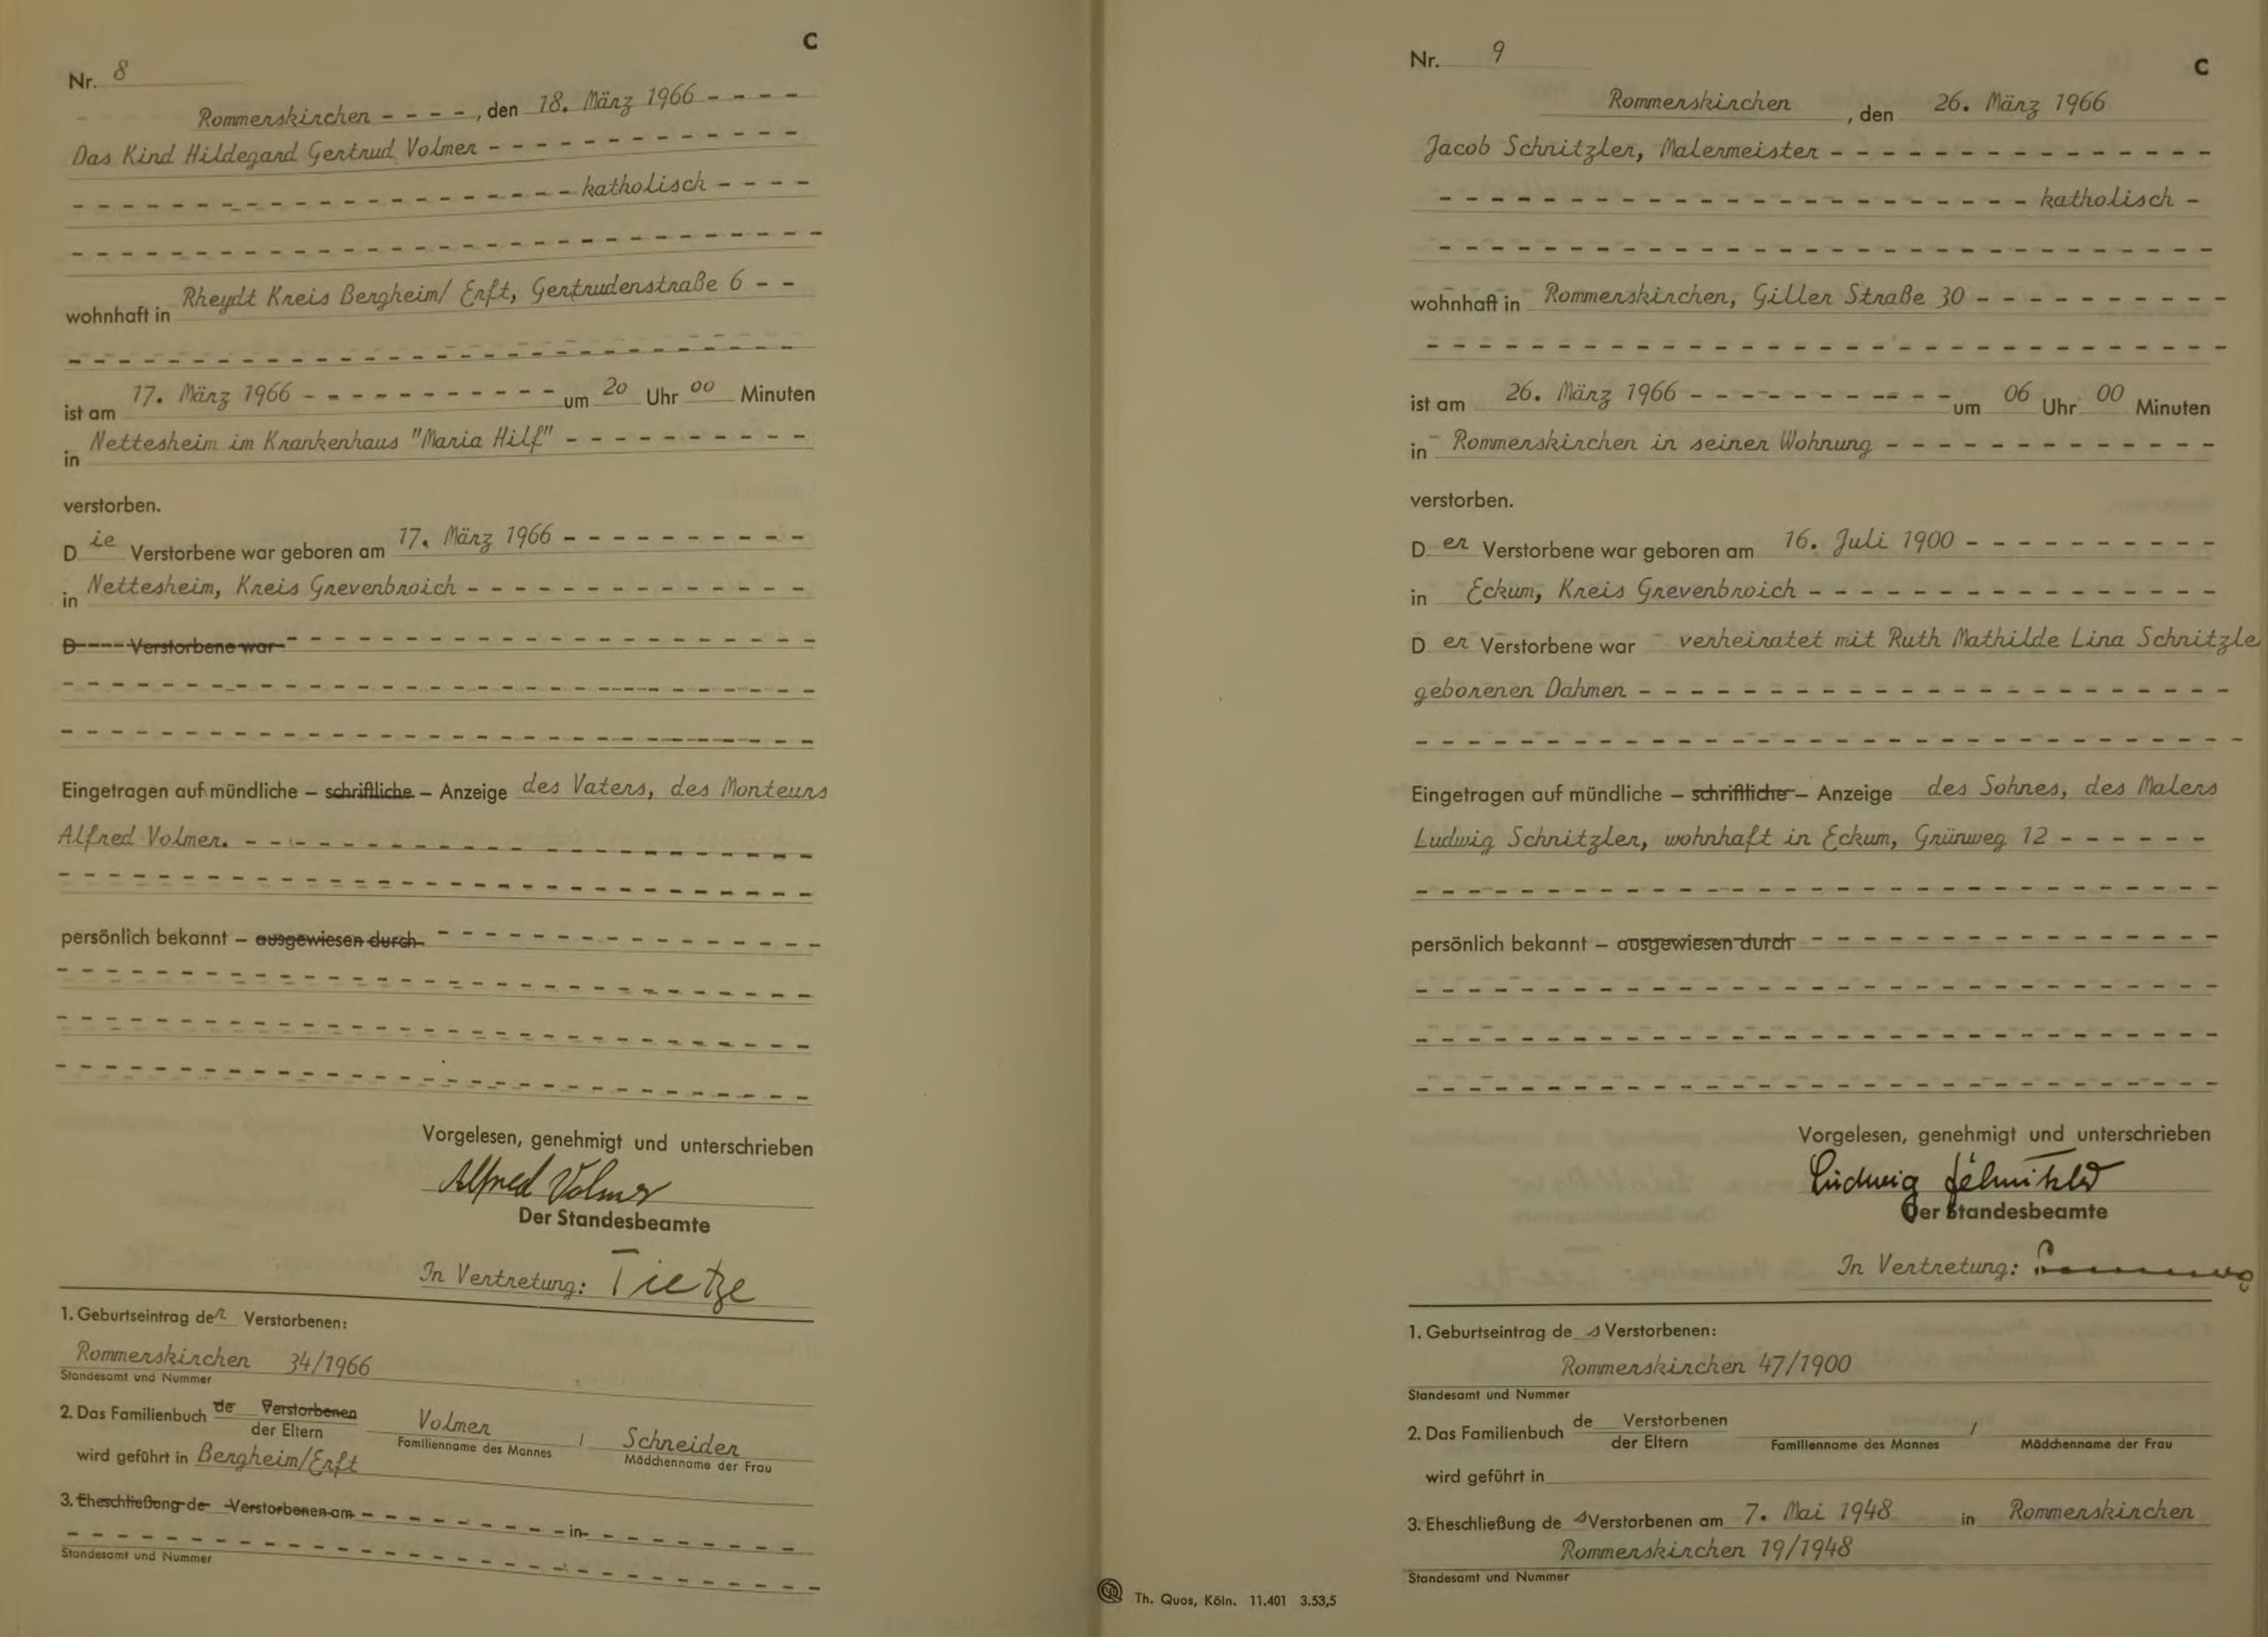 C
Nr. 8
Rommerskirchen - - - -, den 18. März 1966 - - - -
Das Kind Hildegard Gertrud Volmer - - - - - - - - - - - -
- - - - - - - - - - - - - - - - - - - - katholisch - - - -
wohnhaft in Rheydt Kreis Bergheim/ Erft, Gertrudenstraße 6 - -
ist am 17. März 1966 - - - - - - - - - - um 20 Uhr 00 Minuten
in Nettesheim im Krankenhaus "Maria Hilf" - - - - - - - - - -
verstorben.
Die Verstorbene war geboren am 17. März 1966 - - - - - - - - - -
in Nettesheim, Kreis Grevenbroich - - - - - - - - - - - - - -
D - - - - Verstorbene war - - - - - - - - - - - - - - - - - - - -
Eingetragen auf mündliche – schriftliche – Anzeige des Vaters, des Monteurs
Alfred Volmer. - - - - - - - - - - - - - - - - - - - - - -
persönlich bekannt – ausgewiesen durch - - - - - - - - - - - - - -
Vorgelesen, genehmigt und unterschrieben
Alfred Volmer
Der Standesbeamte
In Vertretung: Tietze
1. Geburtseintrag der Verstorbenen:
Rommerskirchen 34/1966
Standesamt und Nummer
2. Das Familienbuch de Verstorbenen
der Eltern
Volmer / Schneider
Familienname des Mannes Mädchenname der Frau
wird geführt in Bergheim/Erft
3. Eheschließung de- -Verstorbenen am - - - - - - - - - in - - - - - - -
Standesamt und Nummer
Nr. 9
C
Rommerskirchen, den 26. März 1966
Jacob Schnitzler, Malermeister - - - - - - - - - - - - - - -
- - - - - - - - - - - - - - - - - - - - - - katholisch -
wohnhaft in Rommerskirchen, Giller Straße 30 - - - - - - - - - -
ist am 26. März 1966 - - - - - - - - - - - um 06 Uhr 00 Minuten
in Rommerskirchen in seiner Wohnung - - - - - - - - - - - - -
verstorben.
Der Verstorbene war geboren am 16. Juli 1900 - - - - - - - - - -
in Eckum, Kreis Grevenbroich - - - - - - - - - - - - - - - -
Der Verstorbene war verheiratet mit Ruth Mathilde Lina Schnitzle
geborenen Dahmen - - - - - - - - - - - - - - - - - - - - - - -
Eingetragen auf mündliche – schriftliche – Anzeige des Sohnes, des Malers
Ludwig Schnitzler, wohnhaft in Eckum, Grünweg 12 - - - - - -
persönlich bekannt – ausgewiesen durch - - - - - - - - - - - - - - -
Vorgelesen, genehmigt und unterschrieben
Ludwig Schnitzler
Der Standesbeamte
In Vertretung:
1. Geburtseintrag des Verstorbenen:
Rommerskirchen 47/1900
Standesamt und Nummer
2. Das Familienbuch de Verstorbenen
der Eltern
/
Familienname des Mannes Mädchenname der Frau
wird geführt in
3. Eheschließung des Verstorbenen am 7. Mai 1948 in Rommerskirchen
Rommerskirchen 19/1948
Standesamt und Nummer
Th. Quos, Köln. 11.401 3.53,5